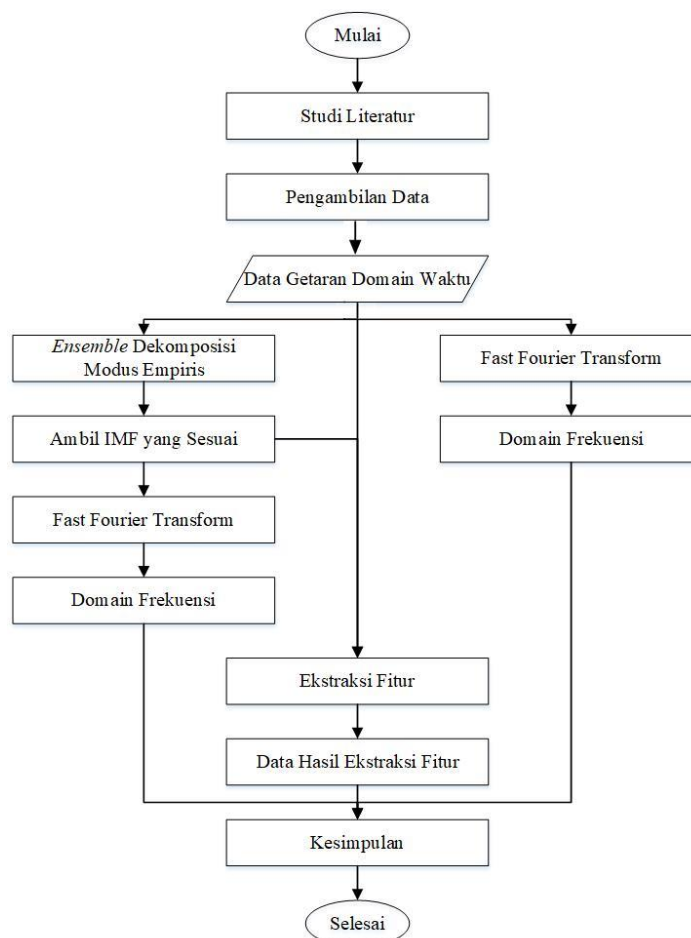 Mulai
Studi Literatur
Pengambilan Data
Data Getaran Domain Waktu
Ensemble Dekomposisi
Modus Empiris
Fast Fourier Transform
Ambil IMF yang Sesuai
Domain Frekuensi
Fast Fourier Transform
Domain Frekuensi
Ekstraksi Fitur
Data Hasil Ekstraksi Fitur
Kesimpulan
Selesai